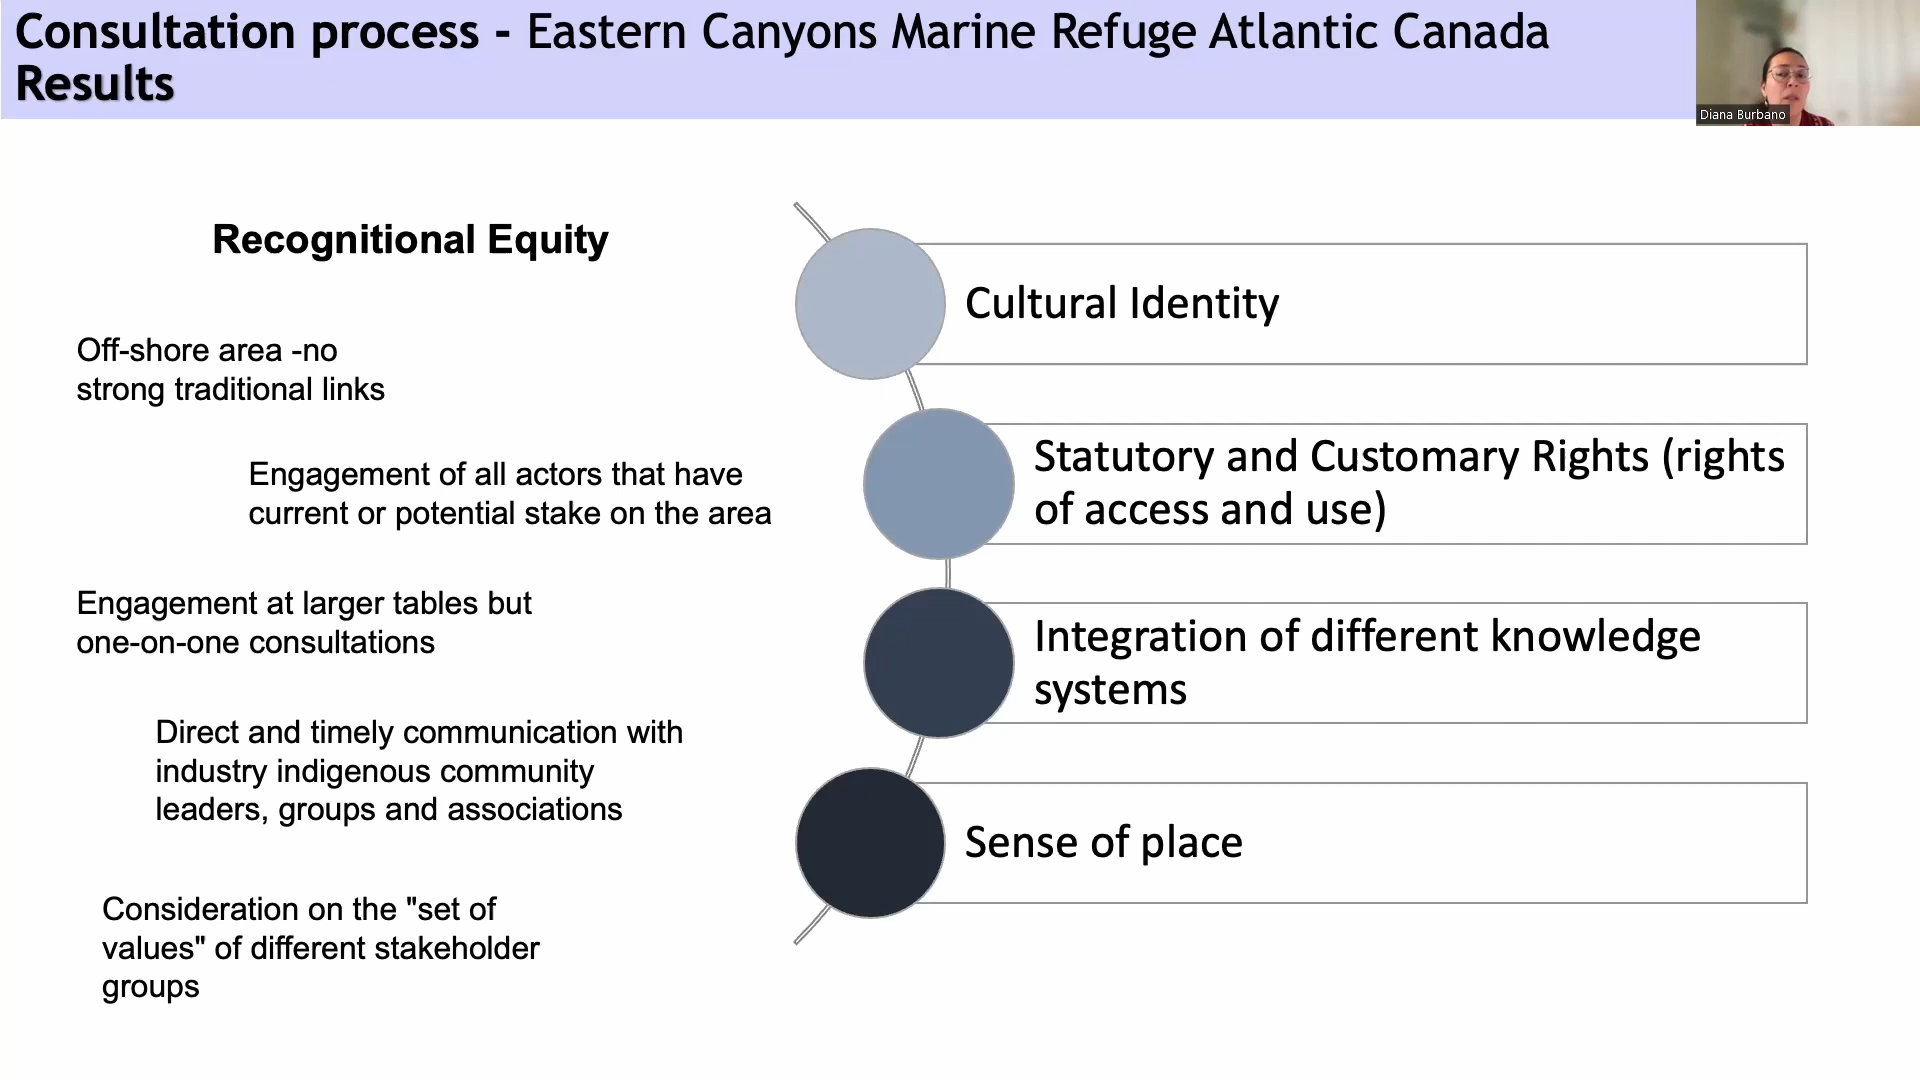 Consultation process - Eastern Canyons Marine Refuge Atlantic Canada
Results
Diana Burbano
Recognitional Equity
Off-shore area -no
strong traditional links
Engagement of all actors that have
current or potential stake on the area
Engagement at larger tables but
one-on-one consultations
Direct and timely communication with
industry indigenous community
leaders, groups and associations
Consideration on the "set of
values" of different stakeholder
groups
Cultural Identity
Statutory and Customary Rights (rights
of access and use)
Integration of different knowledge
systems
Sense of place